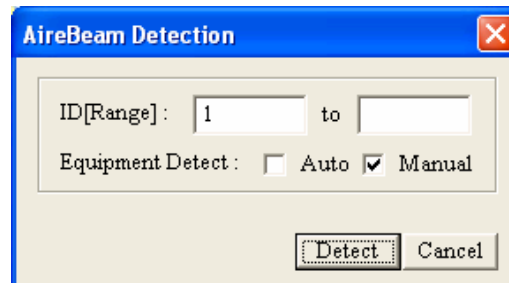 AireBeam Detection
ID[Range] : 1 to
Equipment Detect : Auto Manual
Detect Cancel